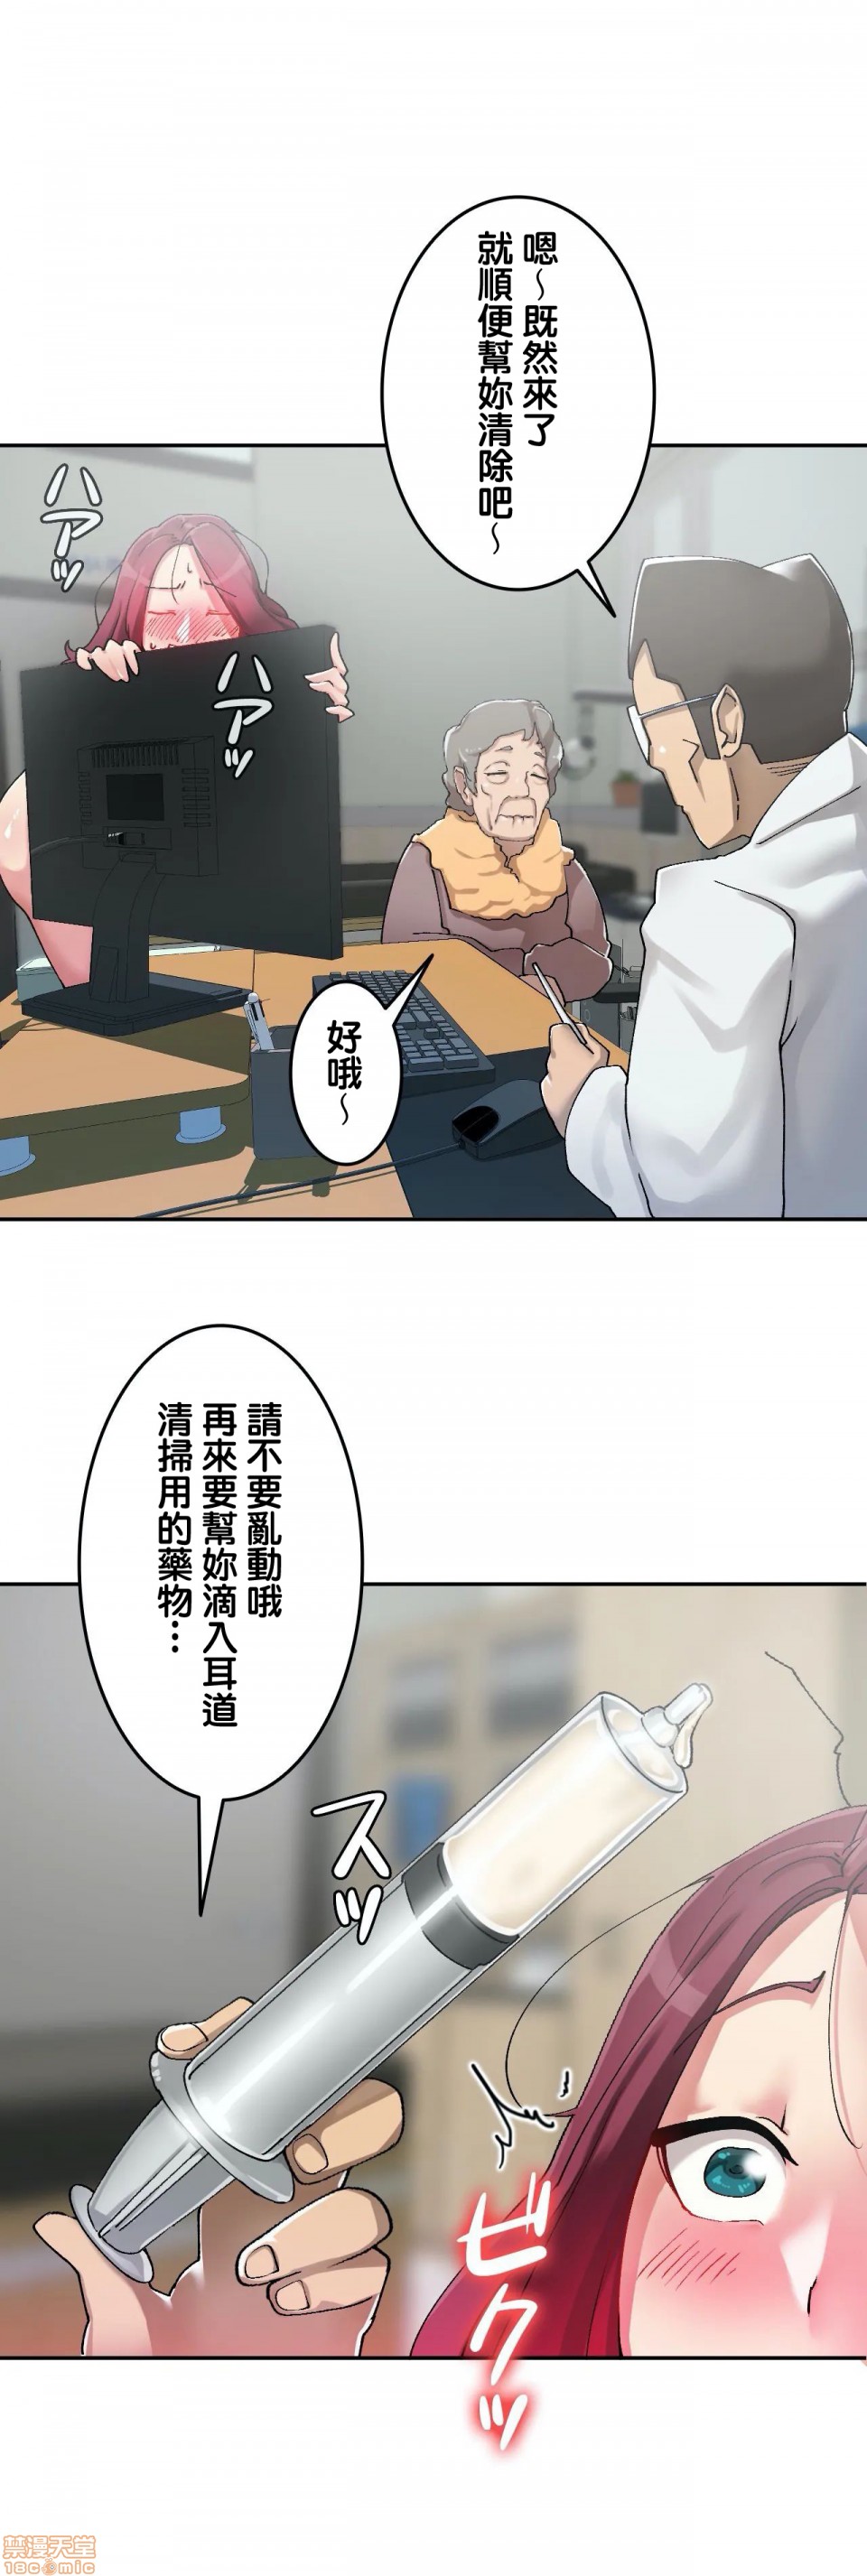 嗯～既然來了
就順便幫妳清除吧～
ハアッ
ハアッ
好哦～
請不要亂動哦
再來要幫妳滴入耳道
清掃用的藥物…
スッ
ビクッ
禁漫天堂
18comic